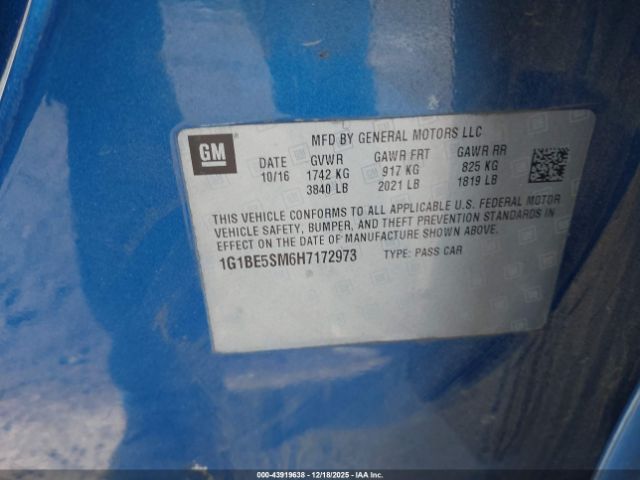 GM
MFD BY GENERAL MOTORS LLC
DATE GVWR GAWR FRT GAWR RR
10/16 1742 KG 917 KG 825 KG
3840 LB 2021 LB 1819 LB
THIS VEHICLE CONFORMS TO ALL APPLICABLE U.S. FEDERAL MOTOR
VEHICLE SAFETY, BUMPER, AND THEFT PREVENTION STANDARDS IN
EFFECT ON THE DATE OF MANUFACTURE SHOWN ABOVE.
1G1BE5SM6H7172973 TYPE: PASS CAR
000-43919638 - 12/18/2025 - IAA Inc.